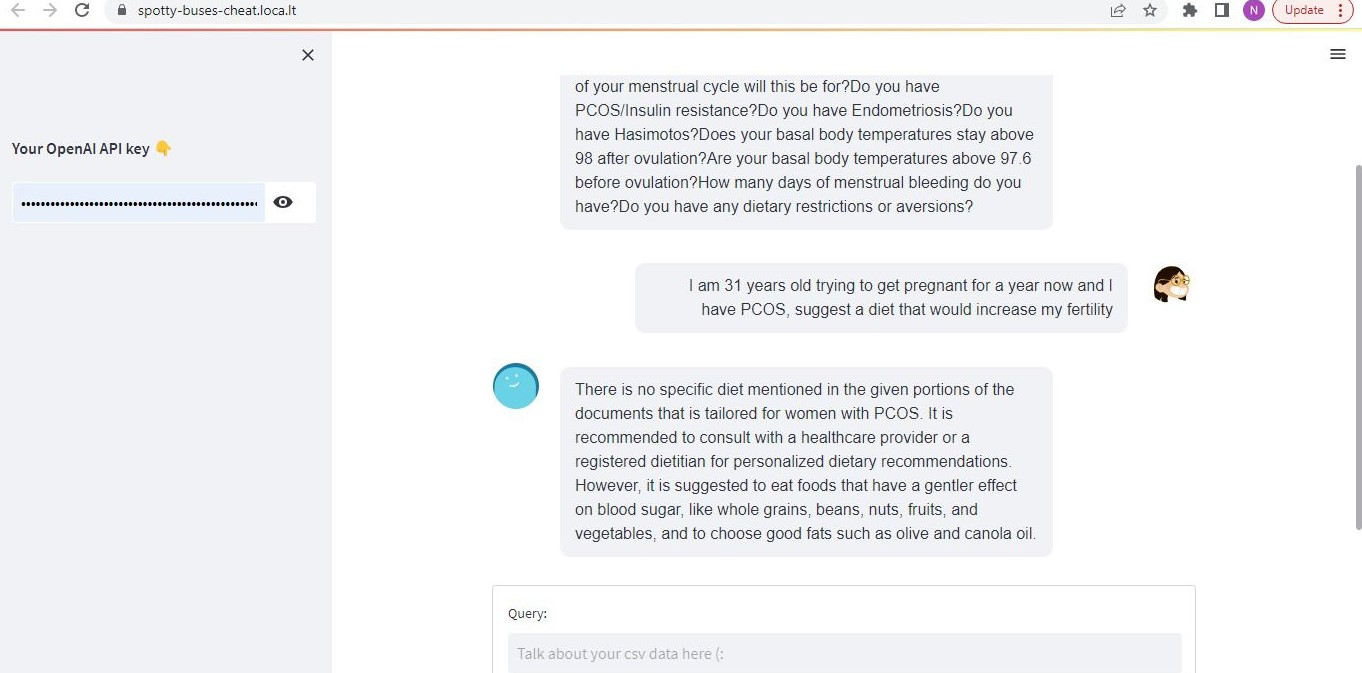 spotty-buses-cheat.loca.lt
N
Update
Your OpenAI API key 👇
of your menstrual cycle will this be for?Do you have
PCOS/Insulin resistance?Do you have Endometriosis?Do you
have Hasimotos?Does your basal body temperatures stay above
98 after ovulation?Are your basal body temperatures above 97.6
before ovulation?How many days of menstrual bleeding do you
have?Do you have any dietary restrictions or aversions?
I am 31 years old trying to get pregnant for a year now and I
have PCOS, suggest a diet that would increase my fertility
There is no specific diet mentioned in the given portions of the
documents that is tailored for women with PCOS. It is
recommended to consult with a healthcare provider or a
registered dietitian for personalized dietary recommendations.
However, it is suggested to eat foods that have a gentler effect
on blood sugar, like whole grains, beans, nuts, fruits, and
vegetables, and to choose good fats such as olive and canola oil.
Query:
Talk about your csv data here (: